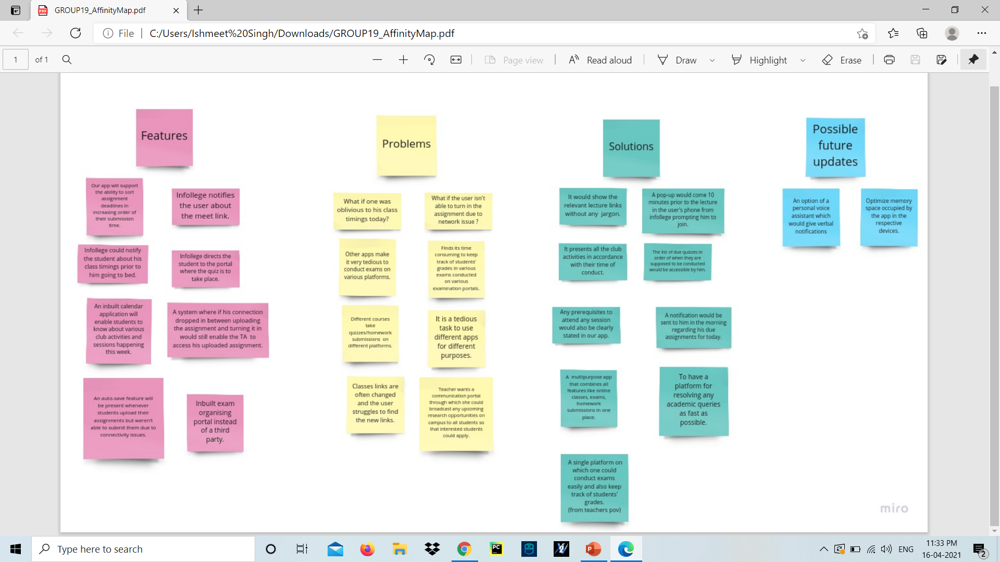 GROUP19_AffinityMap.pdf
File
C:/Users/Ishmeet%20Singh/Downloads/GROUP19_AffinityMap.pdf
1
of 1
Page view
Read aloud
Draw
Highlight
Erase
Features
Our app will support
the ability to sort
assignment
deadlines in
increasing order of
their submission
time.
Infollege notifies
the user about
the meet link.
Infollege could notify
the student about his
class timings prior to
him going to bed.
Infollege directs the
student to the portal
where the quiz is to
take place.
An inbuilt calendar
application will
enable students to
know about various
club activities and
sessions happening
this week.
A system where if his connection
dropped in between uploading
the assignment and turning it in
would still enable the TA to
access his uploaded assignment.
An auto-save feature will
be present whenever
students upload their
assignments but weren't
able to submit them due to
connectivity issues.
Inbuilt exam
organising
portal instead
of a third
party.
Problems
What if one was
oblivious to his class
timings today?
What if the user isn't
able to turn in the
assignment due to
network issue ?
Other apps make
it very tedious to
conduct exams on
various platforms.
Finds its time
consuming to keep
track of students'
grades in various
exams conducted
on various
examination portals.
Different courses
take
quizzes/homework
submissions on
different platforms.
It is a tedious
task to use
different apps
for different
purposes.
Classes links are
often changed
and the user
struggles to find
the new links.
Teacher wants a
communication portal
through which she could
broadcast any upcoming
research opportunities on
campus to all students so
that interested students
could apply.
Solutions
It would show the
relevant lecture links
without any jargon.
A pop-up would come 10
minutes prior to the lecture
in the user's phone from
infollege prompting him to
join.
It presents all the club
activities in accordance
with their time of
conduct.
The list of due quizzes in
order of when they are
supposed to be conducted
would be accessible by him.
Any prerequisites to
attend any session
would also be clearly
stated in our app.
A notification would be
sent to him in the morning
regarding his due
assignments for today.
A multipurpose app
that combines all
features like online
classes, exams,
homework
submissions in one
place.
To have a
platform for
resolving any
academic queries
as fast as
possible.
A single platform on
which one could
conduct exams
easily and also keep
track of students'
grades.
(from teachers pov)
Possible
future
updates
An option of a
personal voice
assistant which
would give verbal
notifications
Optimize memory
space occupied by
the app in the
respective
devices.
miro
Type here to search
ENG
11:33 PM
16-04-2021
2